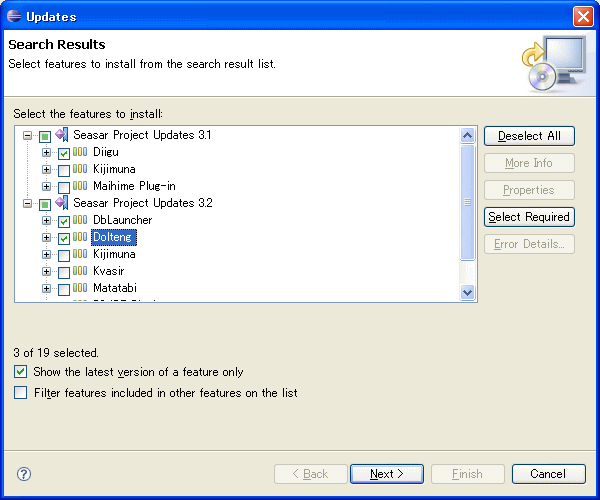 Updates
Search Results
Select features to install from the search result list.
Select the features to install:
Seasar Project Updates 3.1
Diigu
Kijimuna
Maihime Plug-in
Seasar Project Updates 3.2
DbLauncher
Dolteng
Kijimuna
Kvasir
Matatabi
Deselect All
More Info
Properties
Select Required
Error Details...
3 of 19 selected.
Show the latest version of a feature only
Filter features included in other features on the list
?
< Back
Next >
Finish
Cancel